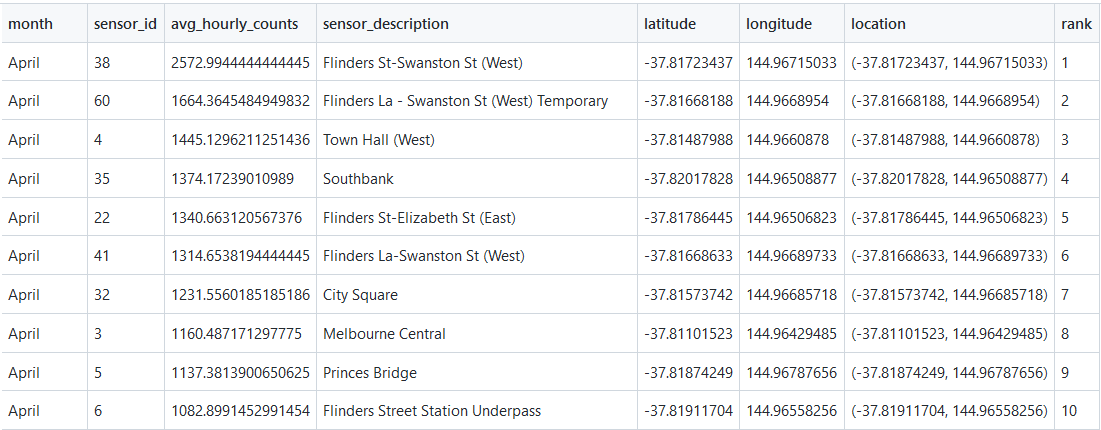 month sensor_id avg_hourly_counts sensor_description latitude longitude location rank
April 38 2572.9944444444445 Flinders St-Swanston St (West) -37.81723437 144.96715033 (-37.81723437, 144.96715033) 1
April 60 1664.3645484949832 Flinders La - Swanston St (West) Temporary -37.81668188 144.9668954 (-37.81668188, 144.9668954) 2
April 4 1445.1296211251436 Town Hall (West) -37.81487988 144.9660878 (-37.81487988, 144.9660878) 3
April 35 1374.17239010989 Southbank -37.82017828 144.96508877 (-37.82017828, 144.96508877) 4
April 22 1340.663120567376 Flinders St-Elizabeth St (East) -37.81786445 144.96506823 (-37.81786445, 144.96506823) 5
April 41 1314.6538194444445 Flinders La-Swanston St (West) -37.81668633 144.96689733 (-37.81668633, 144.96689733) 6
April 32 1231.5560185185186 City Square -37.81573742 144.96685718 (-37.81573742, 144.96685718) 7
April 3 1160.487171297775 Melbourne Central -37.81101523 144.96429485 (-37.81101523, 144.96429485) 8
April 5 1137.3813900650625 Princes Bridge -37.81874249 144.96787656 (-37.81874249, 144.96787656) 9
April 6 1082.8991452991454 Flinders Street Station Underpass -37.81911704 144.96558256 (-37.81911704, 144.96558256) 10